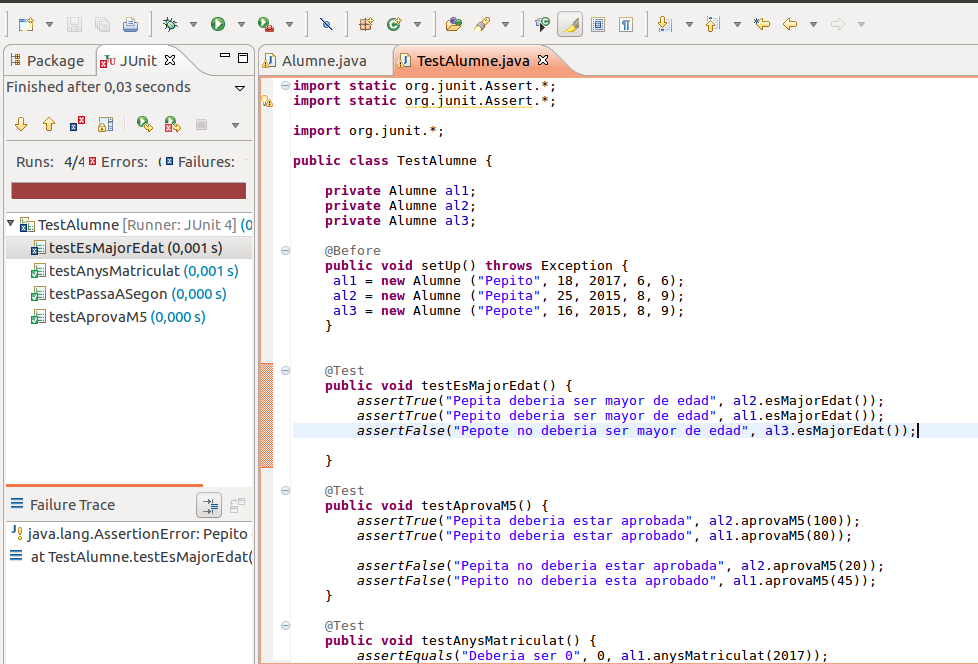 Package
JUnit
Finished after 0,03 seconds
Runs: 4/4
Errors:
Failures:
TestAlumne [Runner: JUnit 4] (0
testEsMajorEdat (0,001 s)
testAnysMatriculat (0,001 s)
testPassaASegon (0,000 s)
testAprovaM5 (0,000 s)
Failure Trace
java.lang.AssertionError: Pepito
at TestAlumne.testEsMajorEdat(
Alumne.java
TestAlumne.java
import static org.junit.Assert.*;
import static org.junit.Assert.*;
import org.junit.*;
public class TestAlumne {
private Alumne al1;
private Alumne al2;
private Alumne al3;
@Before
public void setUp() throws Exception {
al1 = new Alumne ("Pepito", 18, 2017, 6, 6);
al2 = new Alumne ("Pepita", 25, 2015, 8, 9);
al3 = new Alumne ("Pepote", 16, 2015, 8, 9);
}
@Test
public void testEsMajorEdat() {
assertTrue("Pepita deberia ser mayor de edad", al2.esMajorEdat());
assertTrue("Pepito deberia ser mayor de edad", al1.esMajorEdat());
assertFalse("Pepote no deberia ser mayor de edad", al3.esMajorEdat());
}
@Test
public void testAprovaM5() {
assertTrue("Pepita deberia estar aprobada", al2.aprovaM5(100));
assertTrue("Pepito deberia estar aprobado", al1.aprovaM5(80));
assertFalse("Pepita no deberia estar aprobada", al2.aprovaM5(20));
assertFalse("Pepito no deberia esta aprobado", al1.aprovaM5(45));
}
@Test
public void testAnysMatriculat() {
assertEquals("Deberia ser 0", 0, al1.anysMatriculat(2017));